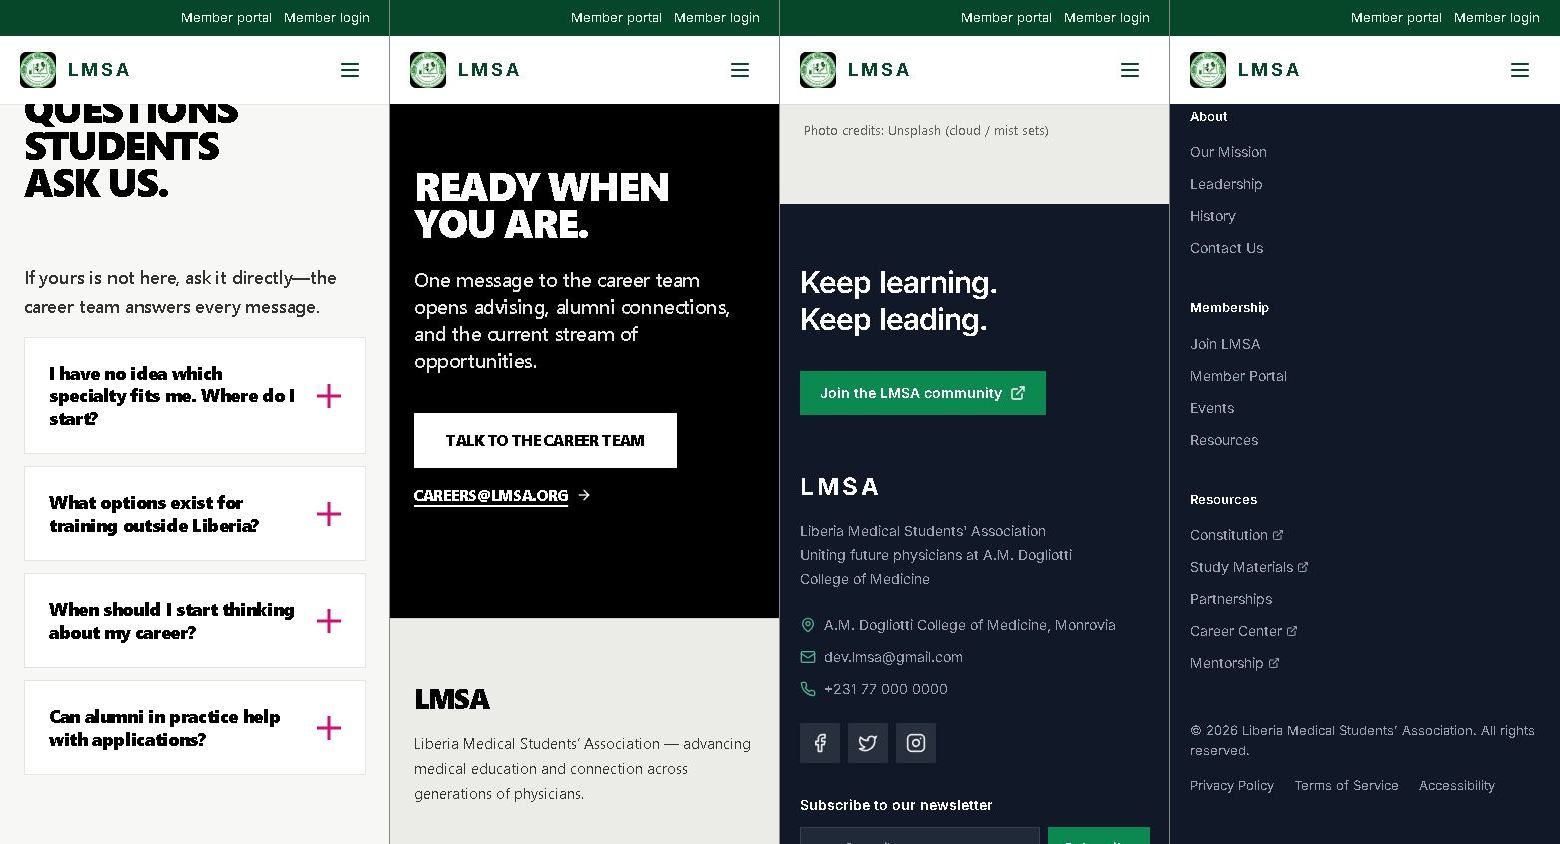 Member portal Member login
LMSA
QUESTIONS
STUDENTS
ASK US.
If yours is not here, ask it directly—the
career team answers every message.
I have no idea which
specialty fits me. Where do I
start?
What options exist for
training outside Liberia?
When should I start thinking
about my career?
Can alumni in practice help
with applications?
Member portal Member login
LMSA
READY WHEN
YOU ARE.
One message to the career team
opens advising, alumni connections,
and the current stream of
opportunities.
TALK TO THE CAREER TEAM
CAREERS@LMSA.ORG →
LMSA
Liberia Medical Students’ Association — advancing
medical education and connection across
generations of physicians.
Member portal Member login
LMSA
Photo credits: Unsplash (cloud / mist sets)
Keep learning.
Keep leading.
Join the LMSA community
LMSA
Liberia Medical Students' Association
Uniting future physicians at A.M. Dogliotti
College of Medicine
A.M. Dogliotti College of Medicine, Monrovia
dev.lmsa@gmail.com
+231 77 000 0000
Subscribe to our newsletter
Member portal Member login
LMSA
About
Our Mission
Leadership
History
Contact Us
Membership
Join LMSA
Member Portal
Events
Resources
Resources
Constitution
Study Materials
Partnerships
Career Center
Mentorship
© 2026 Liberia Medical Students’ Association. All rights
reserved.
Privacy Policy Terms of Service Accessibility